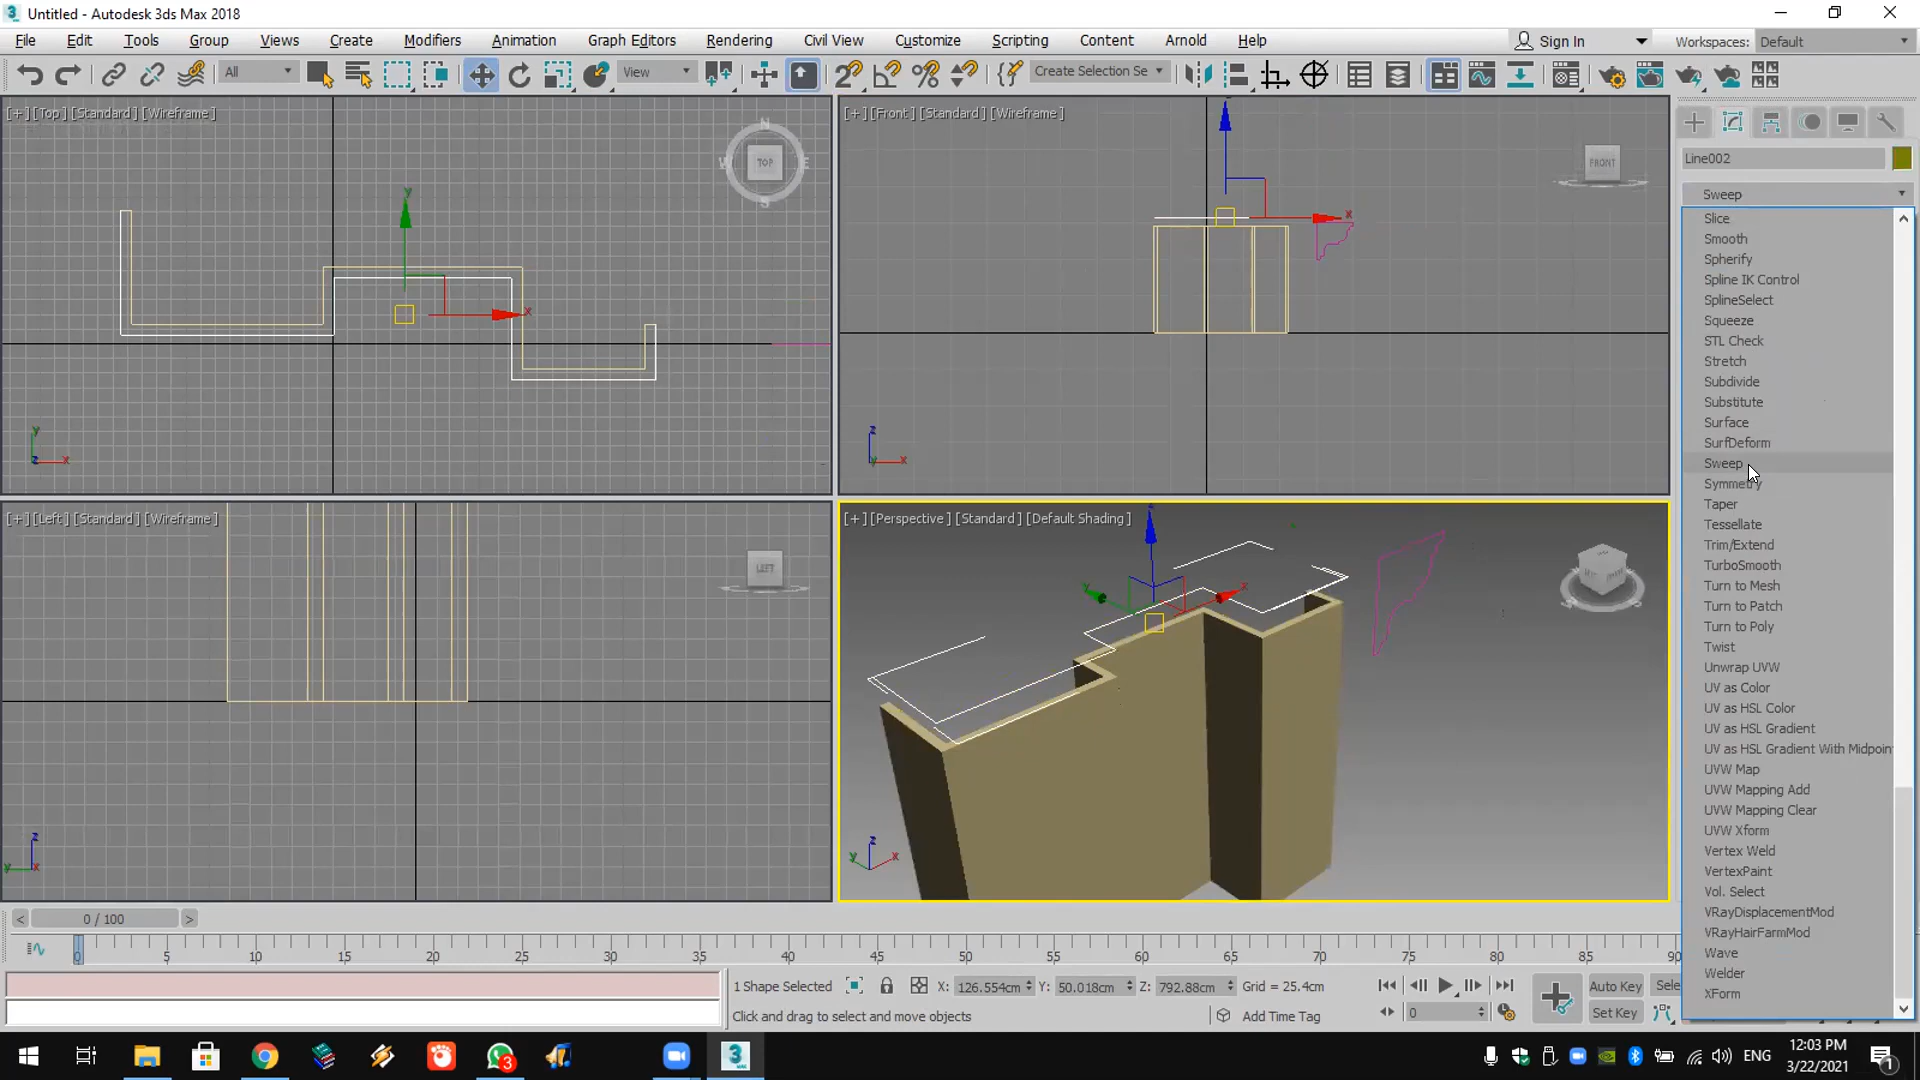 Untitled - Autodesk 3ds Max 2018
File Edit Tools Group Views Create Modifiers Animation Graph Editors Rendering Civil View Customize Scripting Content Arnold Help Sign In Workspaces: Default
All View Create Selection Se
[+] [Top] [Standard] [Wireframe]
[+] [Front] [Standard] [Wireframe]
N
W TOP E
S
FRONT
y
x
z
x
y
z x
z
y x
Line002
Sweep
Slice
Smooth
Spherify
Spline IK Control
SplineSelect
Squeeze
STL Check
Stretch
Subdivide
Substitute
Surface
SurfDeform
Sweep
Symmetry
Taper
Tessellate
Trim/Extend
TurboSmooth
Turn to Mesh
Turn to Patch
Turn to Poly
Twist
Unwrap UVW
UV as Color
UV as HSL Color
UV as HSL Gradient
UV as HSL Gradient With Midpoin
UVW Map
UVW Mapping Add
UVW Mapping Clear
UVW Xform
Vertex Weld
VertexPaint
Vol. Select
VRayDisplacementMod
VRayHairFarmMod
Wave
Welder
XForm
[+] [Left] [Standard] [Wireframe]
[+] [Perspective] [Standard] [Default Shading]
LEFT
z
y x
z
y x
< 0 / 100 >
0 5 10 15 20 25 30 35 40 45 50 55 60 65 70 75 80 85 90
1 Shape Selected X: 126.554cm Y: 50.018cm Z: 792.88cm Grid = 25.4cm Auto Key Sele
Click and drag to select and move objects Add Time Tag 0 Set Key
3
3
MAX
ENG
12:03 PM
3/22/2021
1